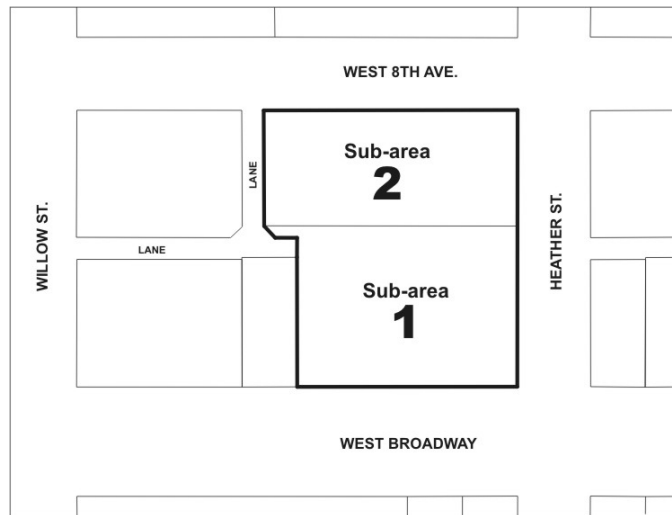 WEST 8TH AVE.
Sub-area
2
LANE
WILLOW ST.
LANE
HEATHER ST.
Sub-area
1
WEST BROADWAY